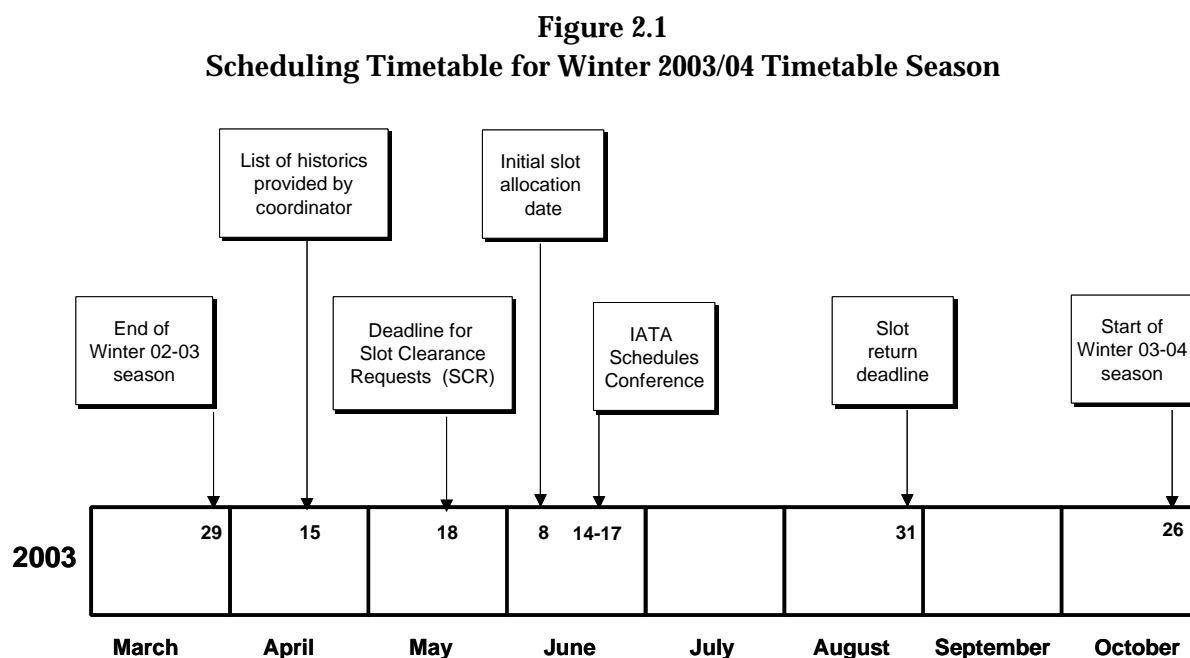 Figure 2.1
Scheduling Timetable for Winter 2003/04 Timetable Season
List of historics
provided by
coordinator
Initial slot
allocation
date
End of
Winter 02-03
season
Deadline for
Slot Clearance
Requests (SCR)
IATA
Schedules
Conference
Slot
return
deadline
Start of
Winter 03-04
season
2003
29
15
18
8
14-17
31
26
March
April
May
June
July
August
September
October